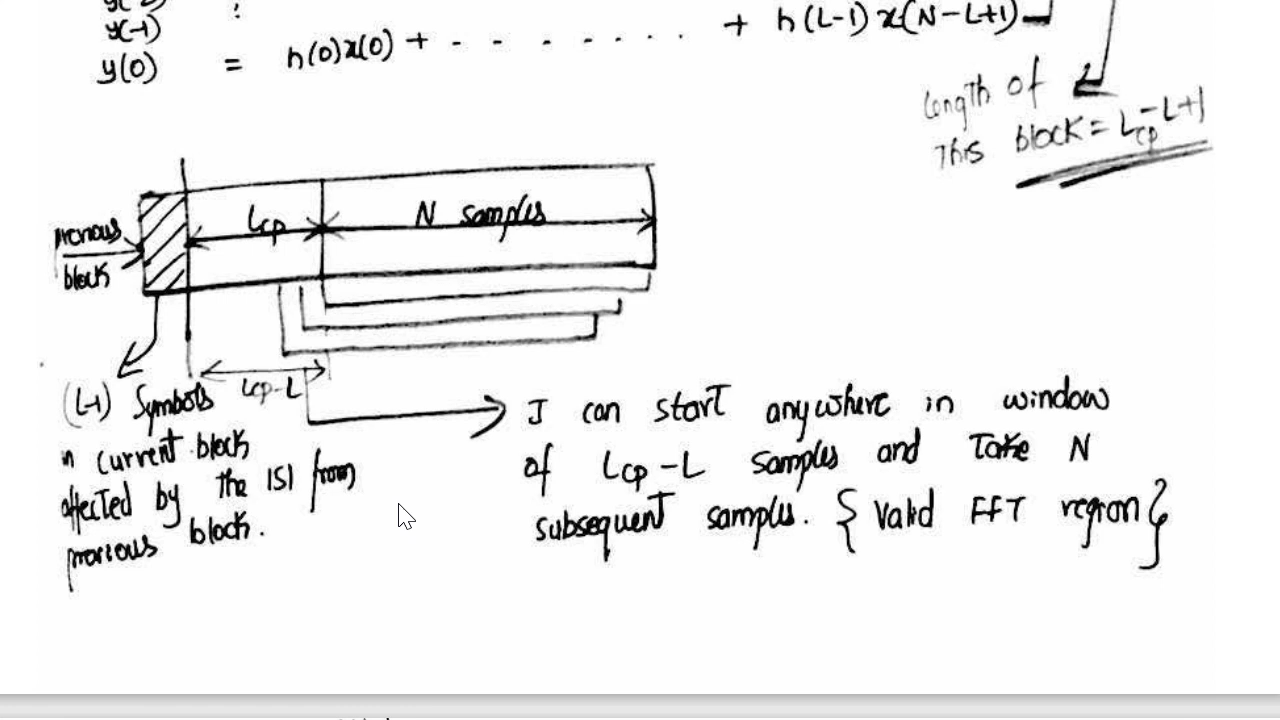 y(-1)
y(0) = h(0)x(0) + - - - . . . . . + h(L-1) x(N-L+1)
Length of
This block = Lcp-L+1
previous
block
Lcp
N samples
Lcp-L
(L-1) Symbols
in current block
affected by the ISI from
previous block.
I can start anywhere in window
of Lcp-L samples and Take N
subsequent samples. { Valid FFT region }